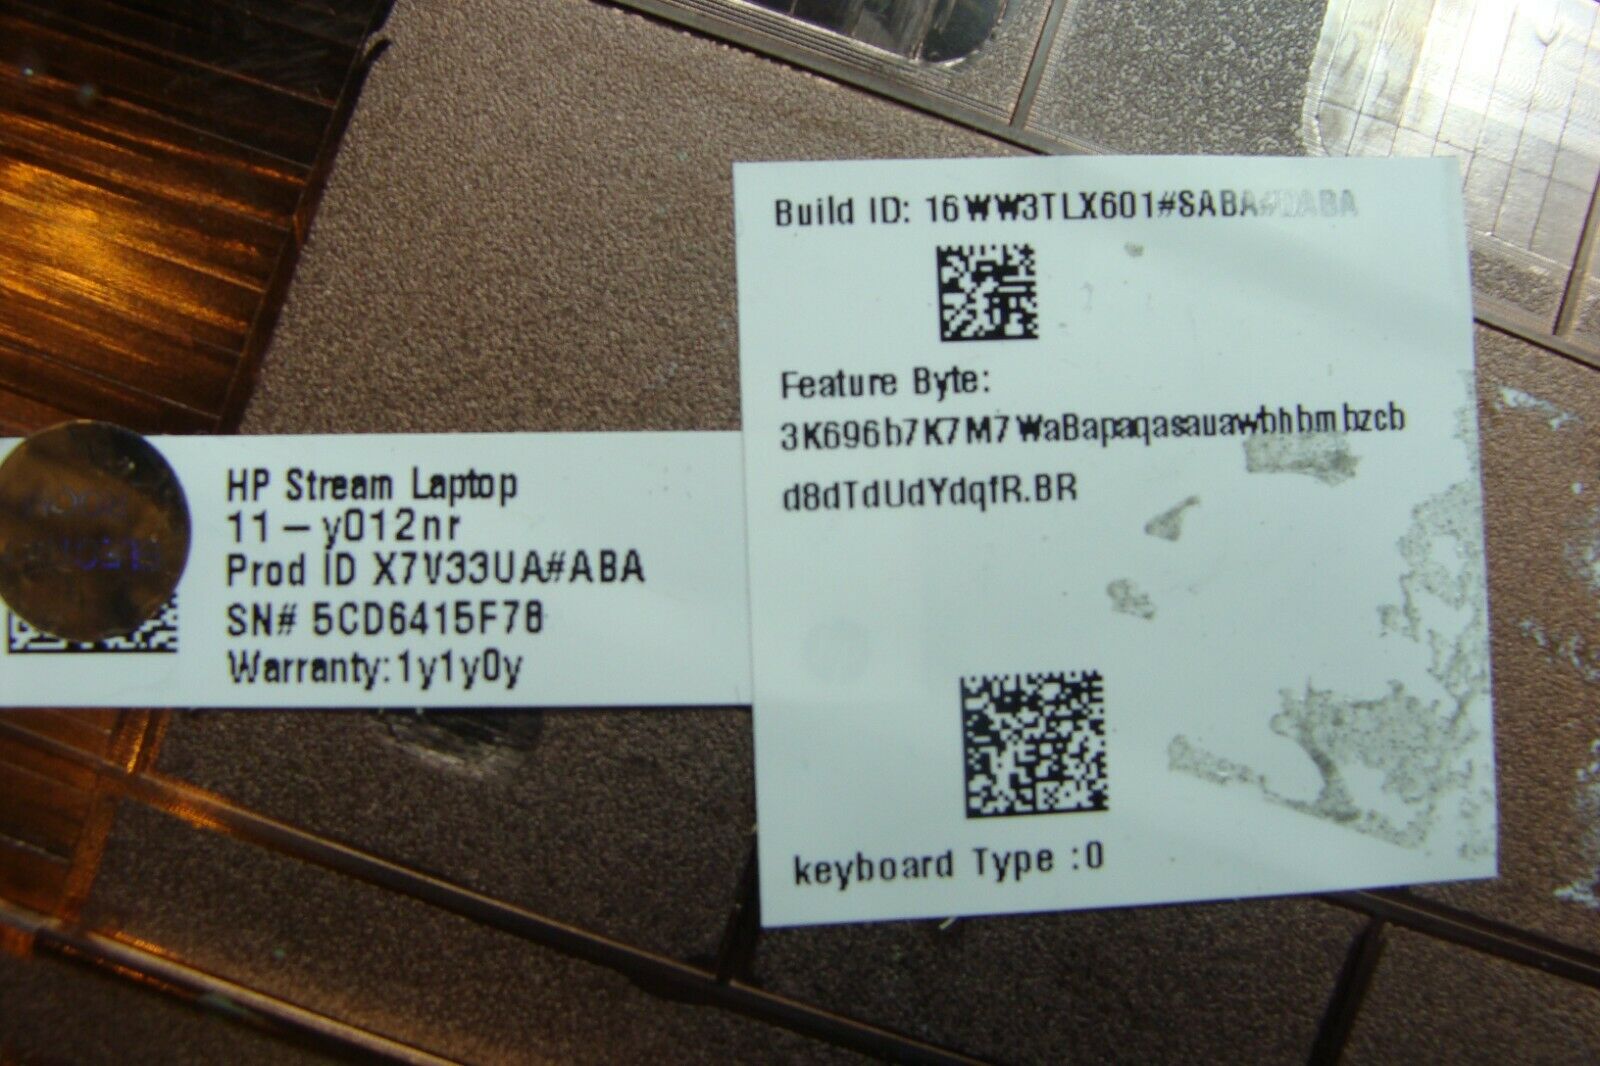 HP Stream Laptop
11-y012nr
Prod ID X7V33UA#ABA
SN# 5CD6415F78
Warranty:1y1y0y
Build ID: 16WW3TLX601#SABA#DABA
Feature Byte:
3K696b7K7M7WaBapaqasauawbhbmbzcb
d8dTdUdYdqfR.BR
keyboard Type :0